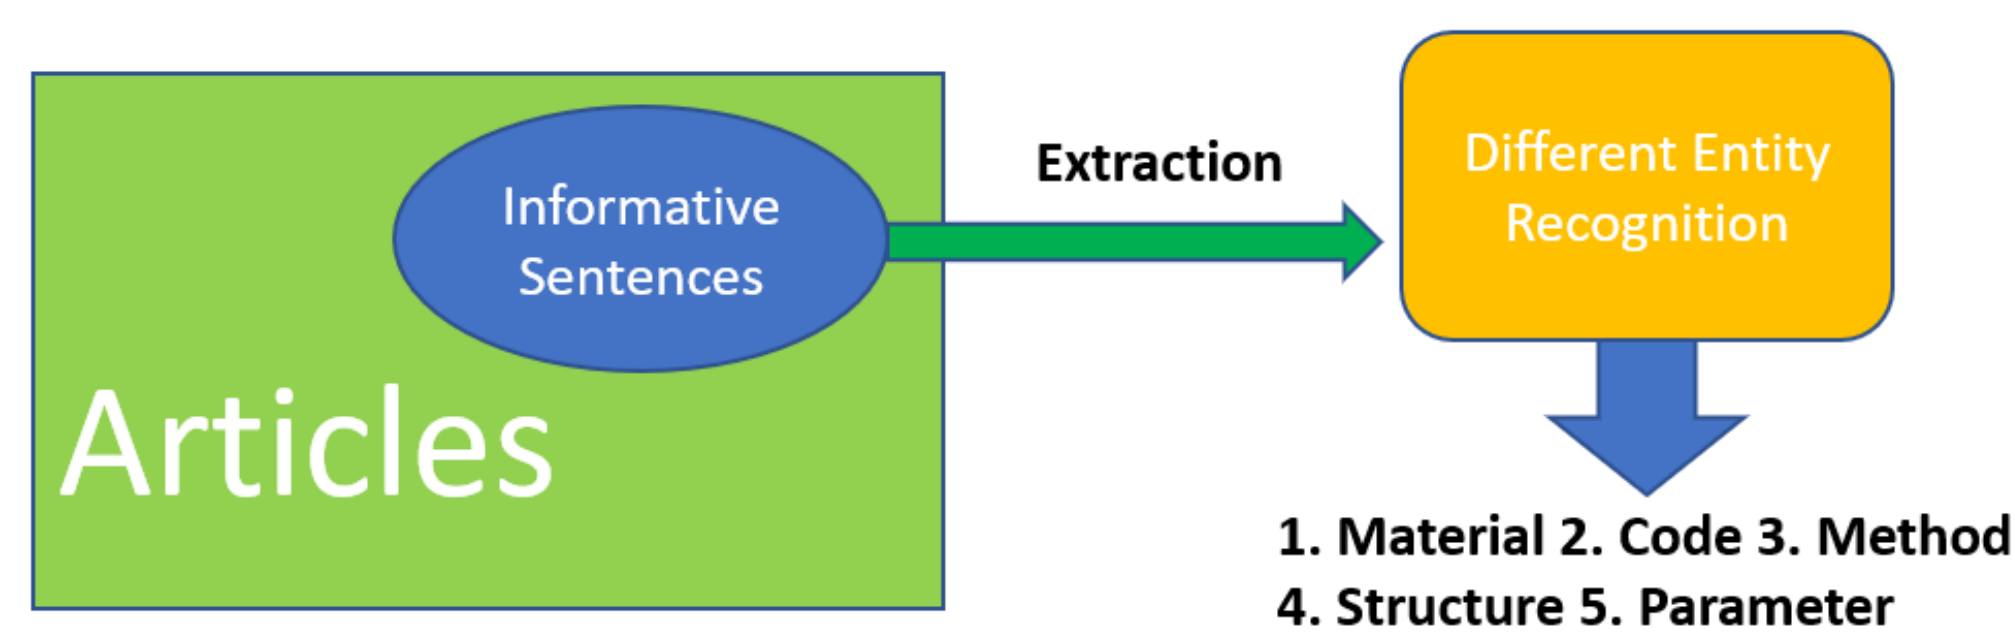 Informative
Sentences
Articles
Extraction
Different Entity
Recognition
1. Material 2. Code 3. Method
4. Structure 5. Parameter